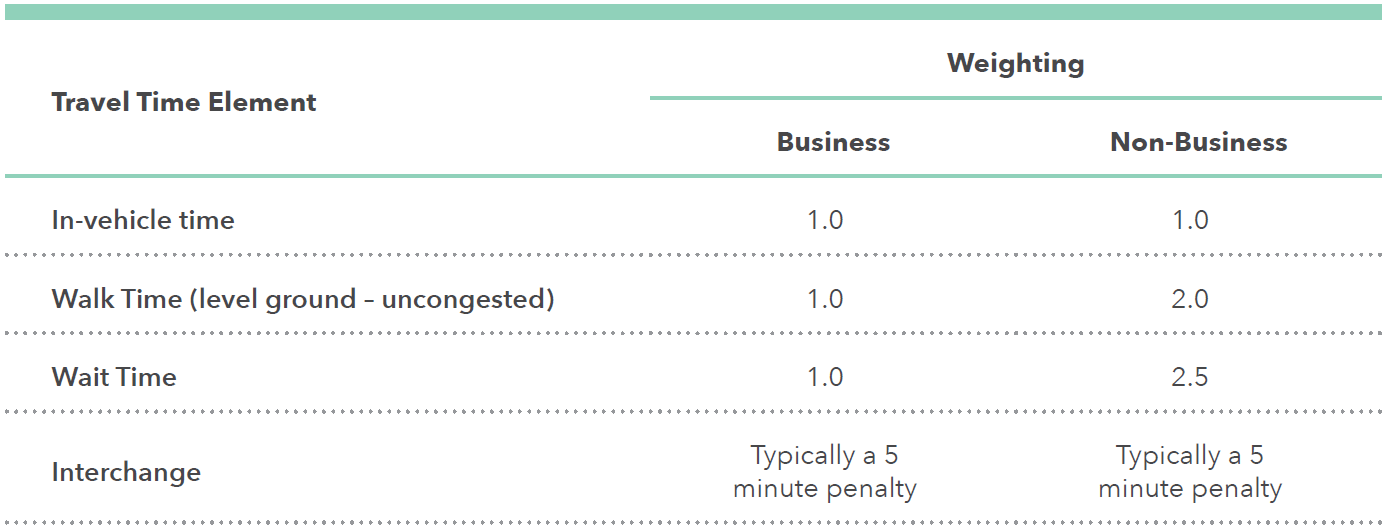 Weighting
Travel Time Element
Business Non-Business
In-vehicle time 1.0 1.0
Walk Time (level ground – uncongested) 1.0 2.0
Wait Time 1.0 2.5
Interchange
Typically a 5
minute penalty
Typically a 5
minute penalty